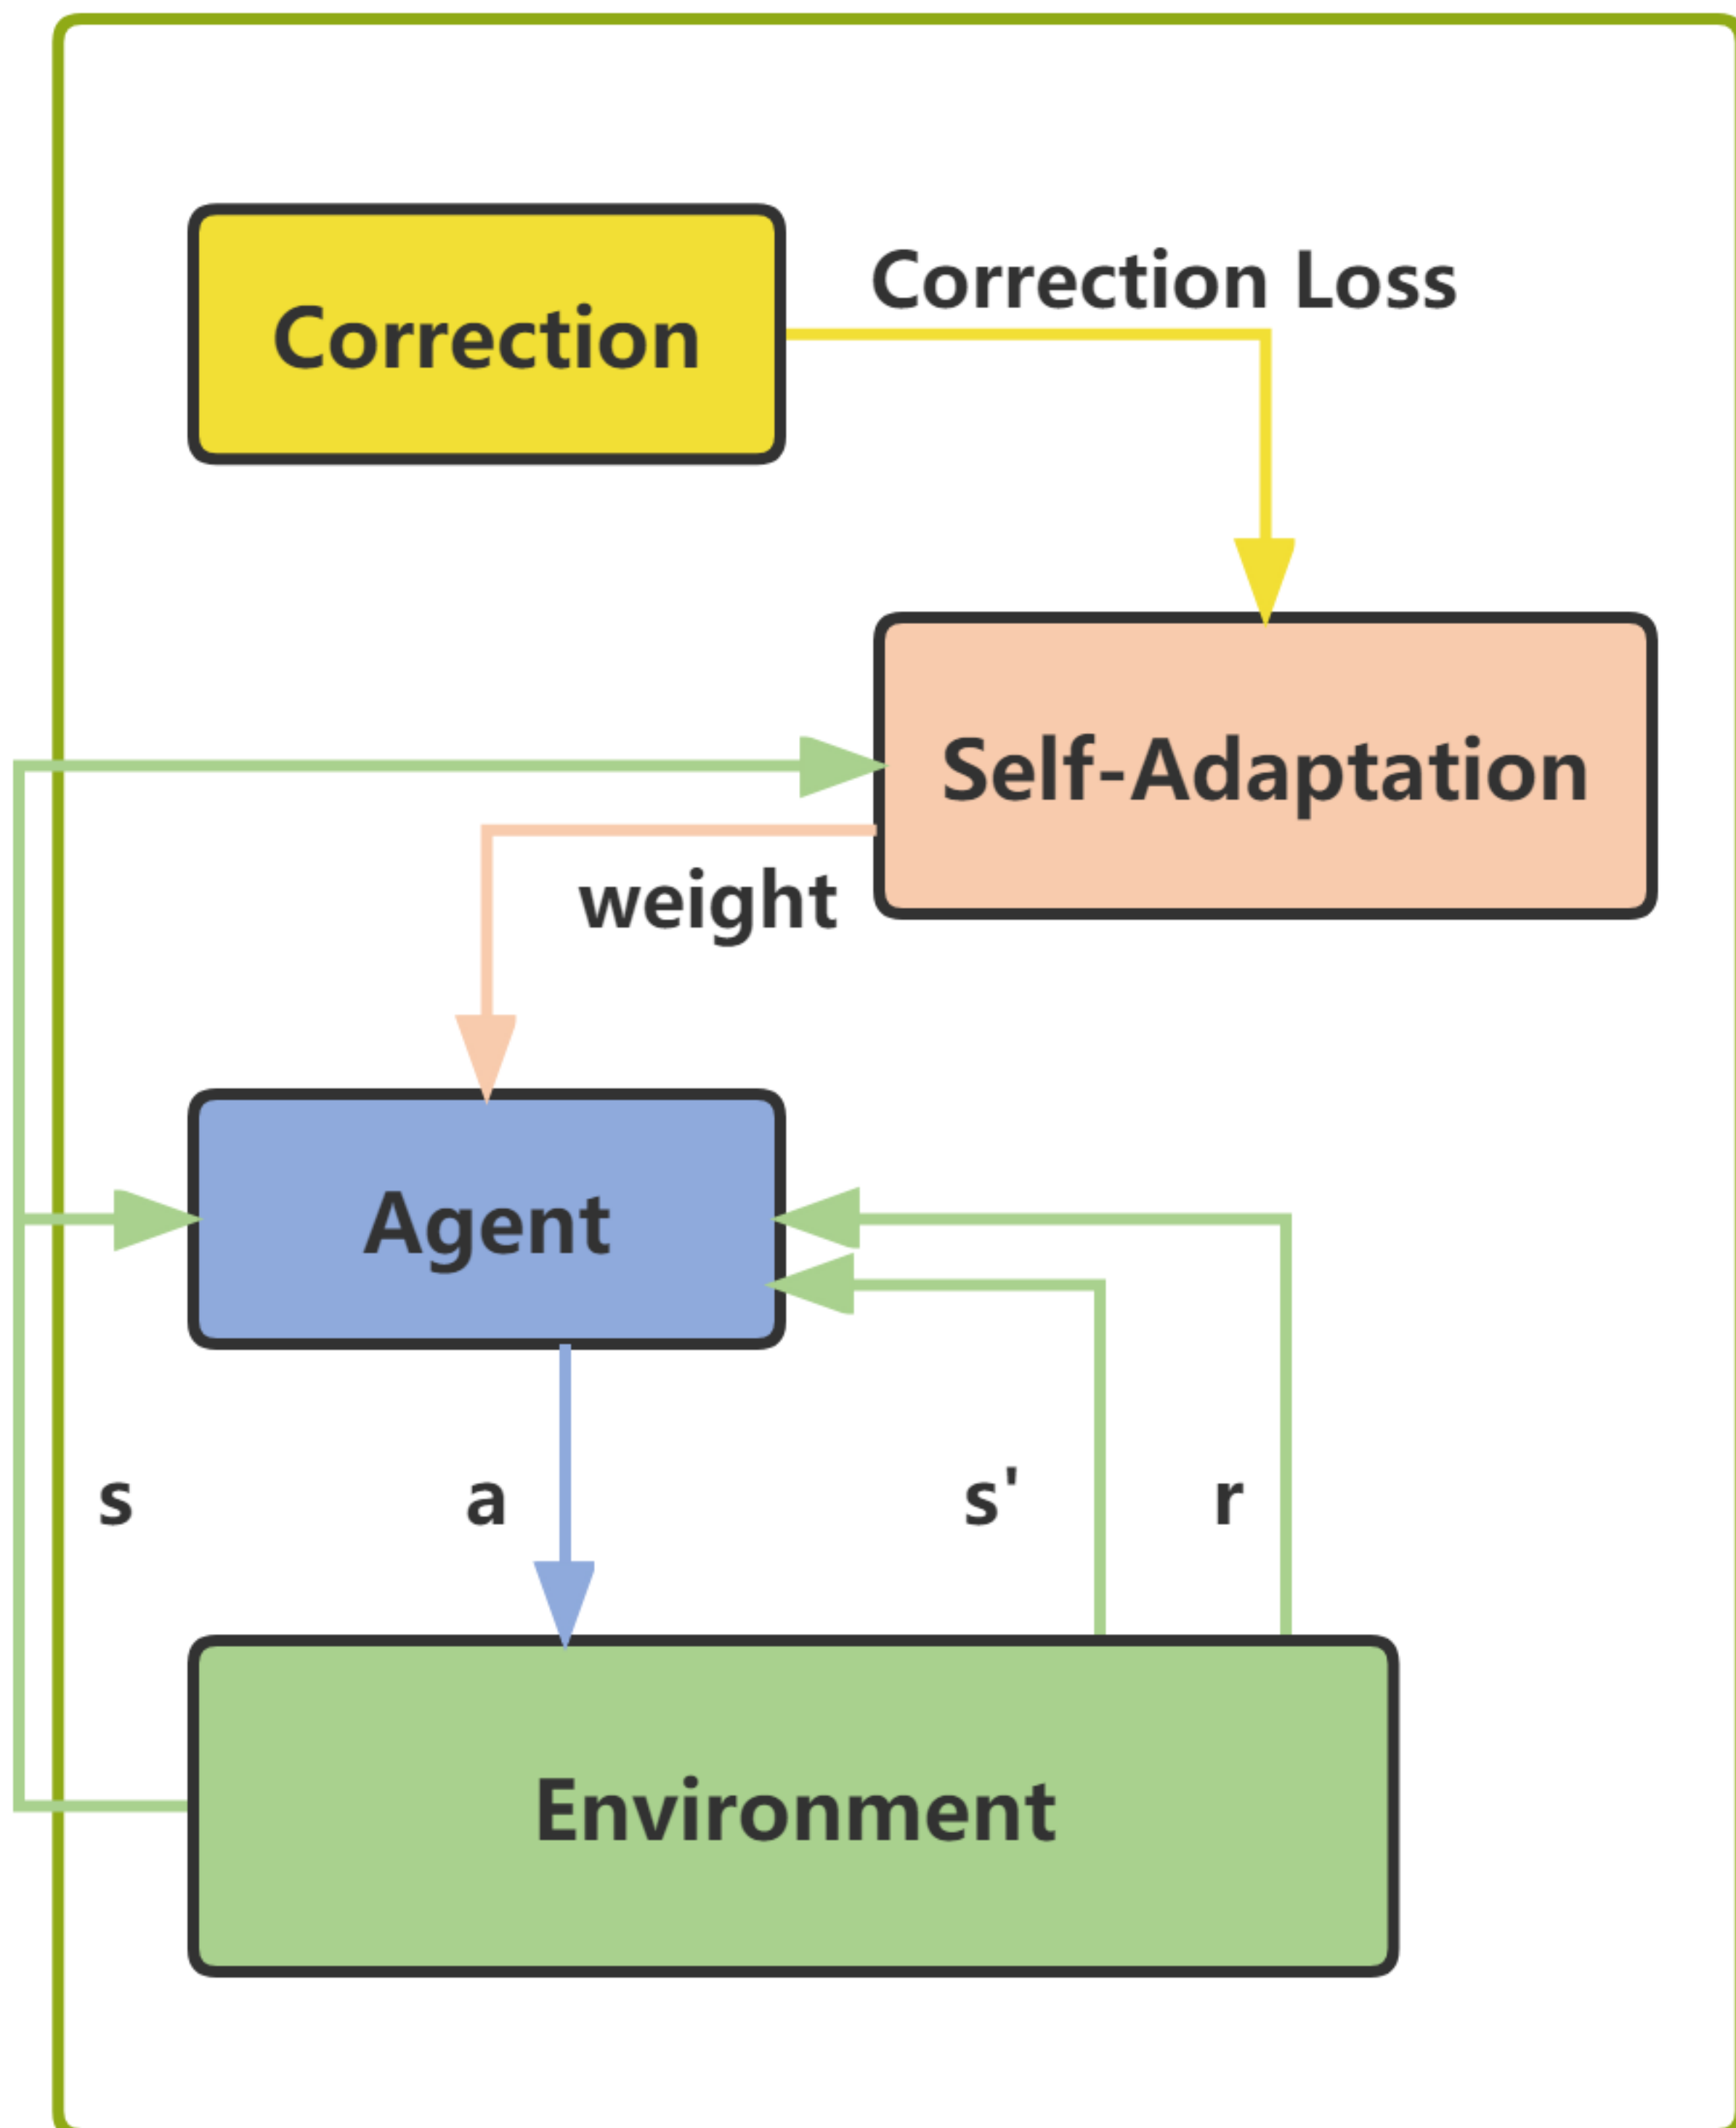 Correction Loss
Correction
Self-Adaptation
weight
Agent
s a s' r
Environment